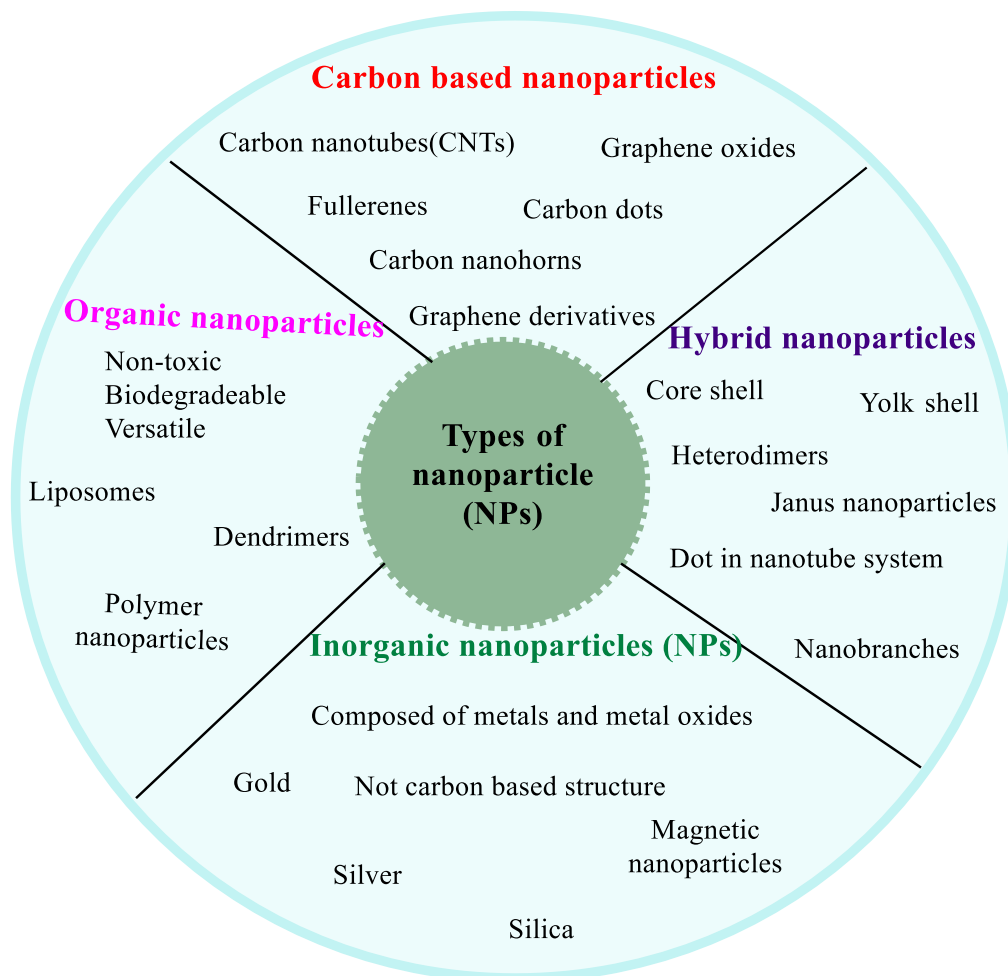 Carbon based nanoparticles
Carbon nanotubes(CNTs)
Graphene oxides
Fullerenes
Carbon dots
Carbon nanohorns
Graphene derivatives
Organic nanoparticles
Non-toxic
Biodegradeable
Versatile
Liposomes
Dendrimers
Polymer
nanoparticles
Types of
nanoparticle
(NPs)
Hybrid nanoparticles
Core shell
Yolk shell
Heterodimers
Janus nanoparticles
Dot in nanotube system
Nanobranches
Inorganic nanoparticles (NPs)
Composed of metals and metal oxides
Gold
Not carbon based structure
Magnetic
nanoparticles
Silver
Silica